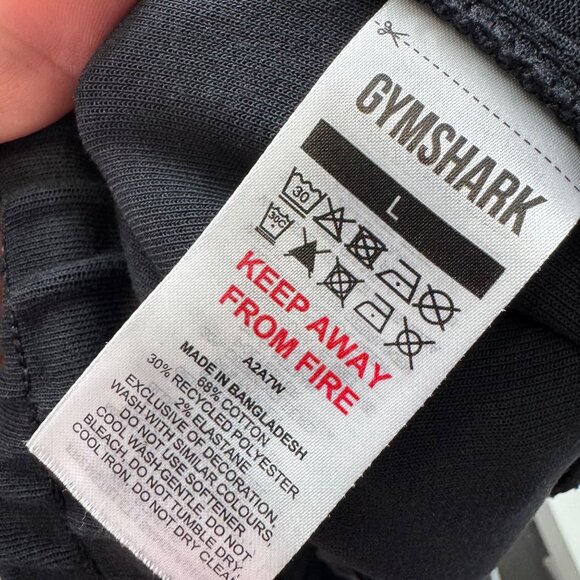 GYMSHARK
L
30
30C
KEEP AWAY
FROM FIRE
A2A7W
MADE IN BANGLADESH
68% COTTON
30% RECYCLED POLYESTER
2% ELASTANE
EXCLUSIVE OF DECORATION
WASH WITH SIMILAR COLOURS,
DO NOT USE SOFTENER
COOL WASH GENTLE, DO NOT
BLEACH, DO NOT TUMBLE DRY
COOL IRON, DO NOT DRY CLEAN